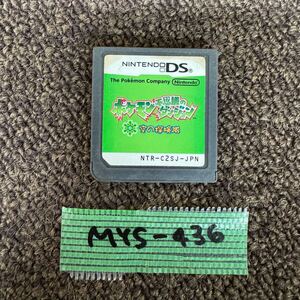 NINTENDO DS
The Pokémon Company Nintendo
ポケモン不思議のダンジョン
空の探検隊
NTR-C2SJ-JPN
MYS-436